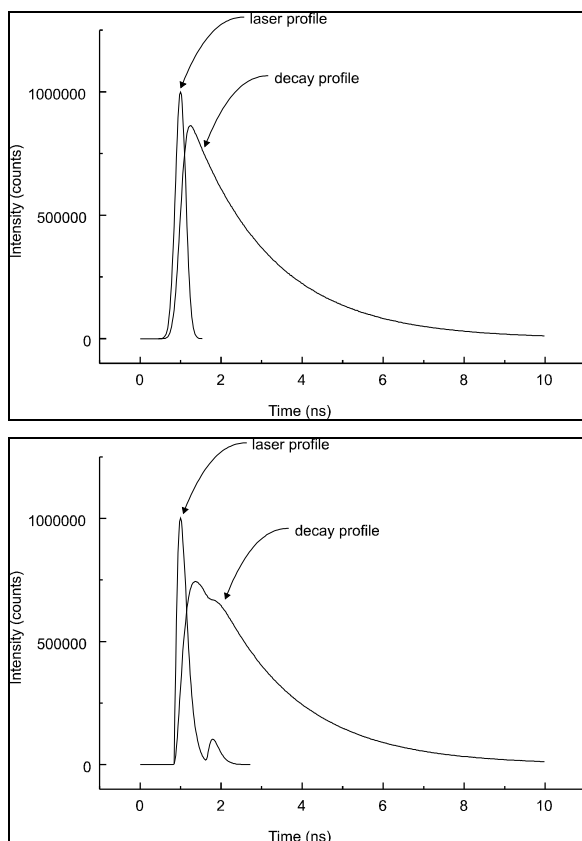 laser profile
decay profile
1000000
500000
0
Intensity (counts)
0 2 4 6 8 10
Time (ns)
laser profile
decay profile
1000000
500000
0
Intensity (counts)
0 2 4 6 8 10
Time (ns)